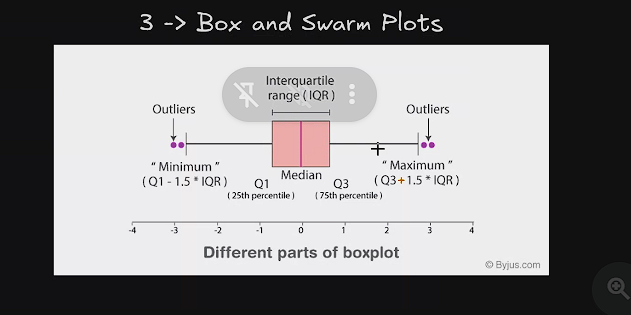 3 -> Box and Swarm Plots
Interquartile
range (IQR)
Outliers
Outliers
"Minimum"
(Q1 - 1.5 * IQR)
Q1
(25th percentile)
Median
Q3
(75th percentile)
"Maximum"
(Q3+1.5 * IQR)
-4 -3 -2 -1 0 1 2 3 4
Different parts of boxplot
© Byjus.com